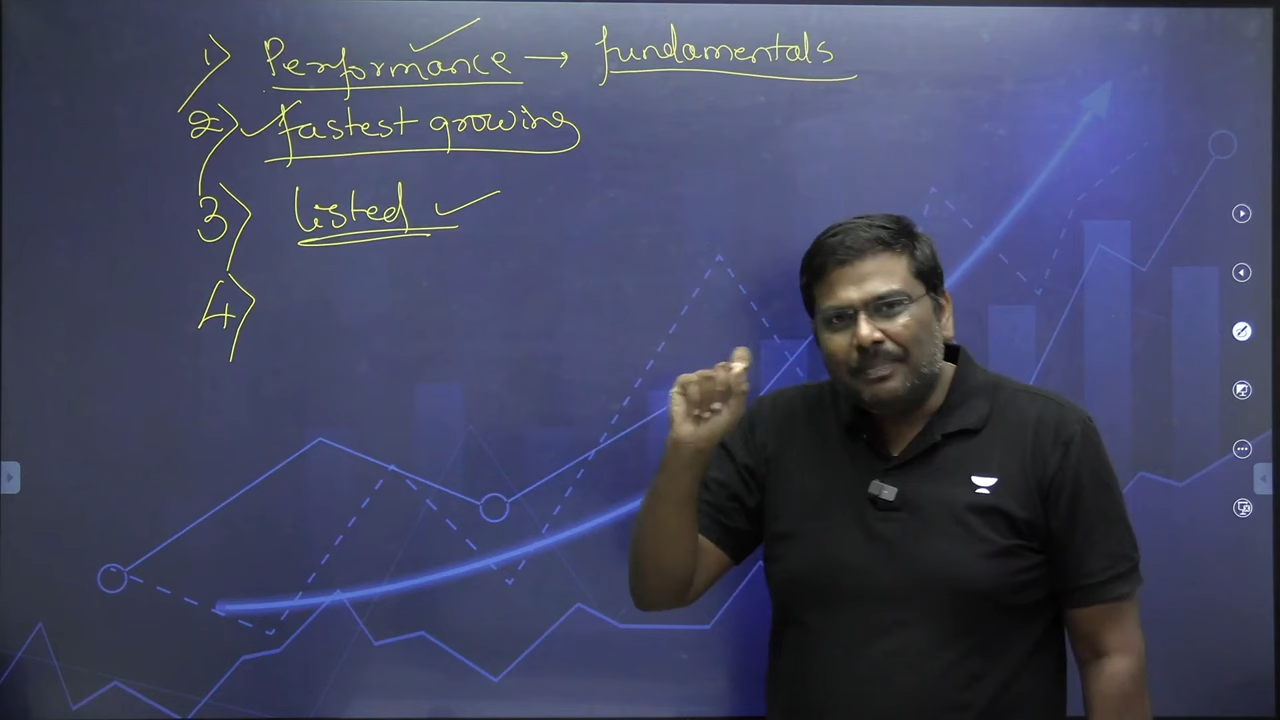 1) Performance → fundamentals
2) fastest growing
3) Listed
4)